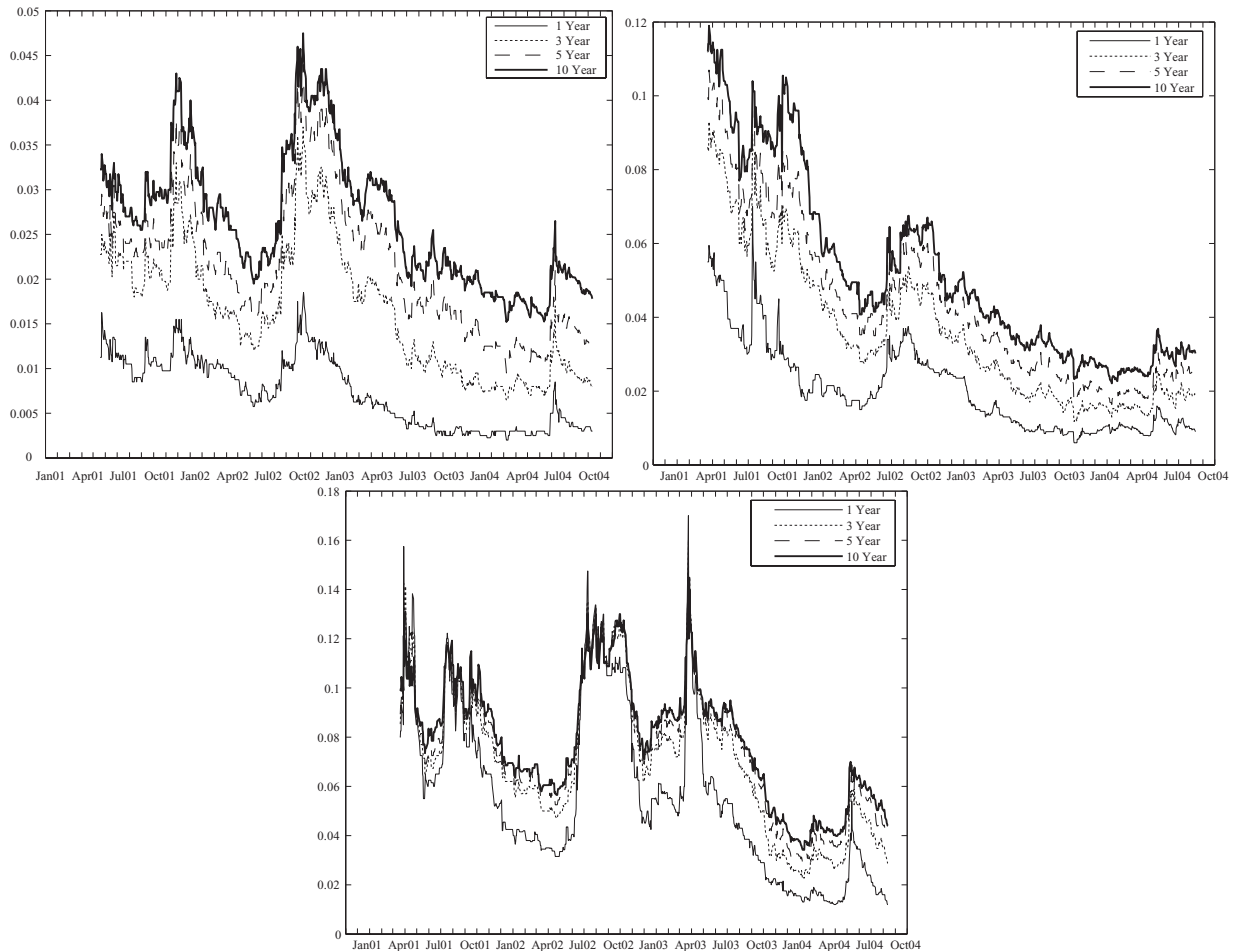 0.05
0.045
0.04
0.035
0.03
0.025
0.02
0.015
0.01
0.005
0
1 Year
3 Year
5 Year
10 Year
Jan01 Apr01 Jul01 Oct01 Jan02 Apr02 Jul02 Oct02 Jan03 Apr03 Jul03 Oct03 Jan04 Apr04 Jul04 Oct04
0.12
0.1
0.08
0.06
0.04
0.02
0
1 Year
3 Year
5 Year
10 Year
Jan01 Apr01 Jul01 Oct01 Jan02 Apr02 Jul02 Oct02 Jan03 Apr03 Jul03 Oct03 Jan04 Apr04 Jul04 Oct04
0.18
0.16
0.14
0.12
0.1
0.08
0.06
0.04
0.02
0
1 Year
3 Year
5 Year
10 Year
Jan01 Apr01 Jul01 Oct01 Jan02 Apr02 Jul02 Oct02 Jan03 Apr03 Jul03 Oct03 Jan04 Apr04 Jul04 Oct04